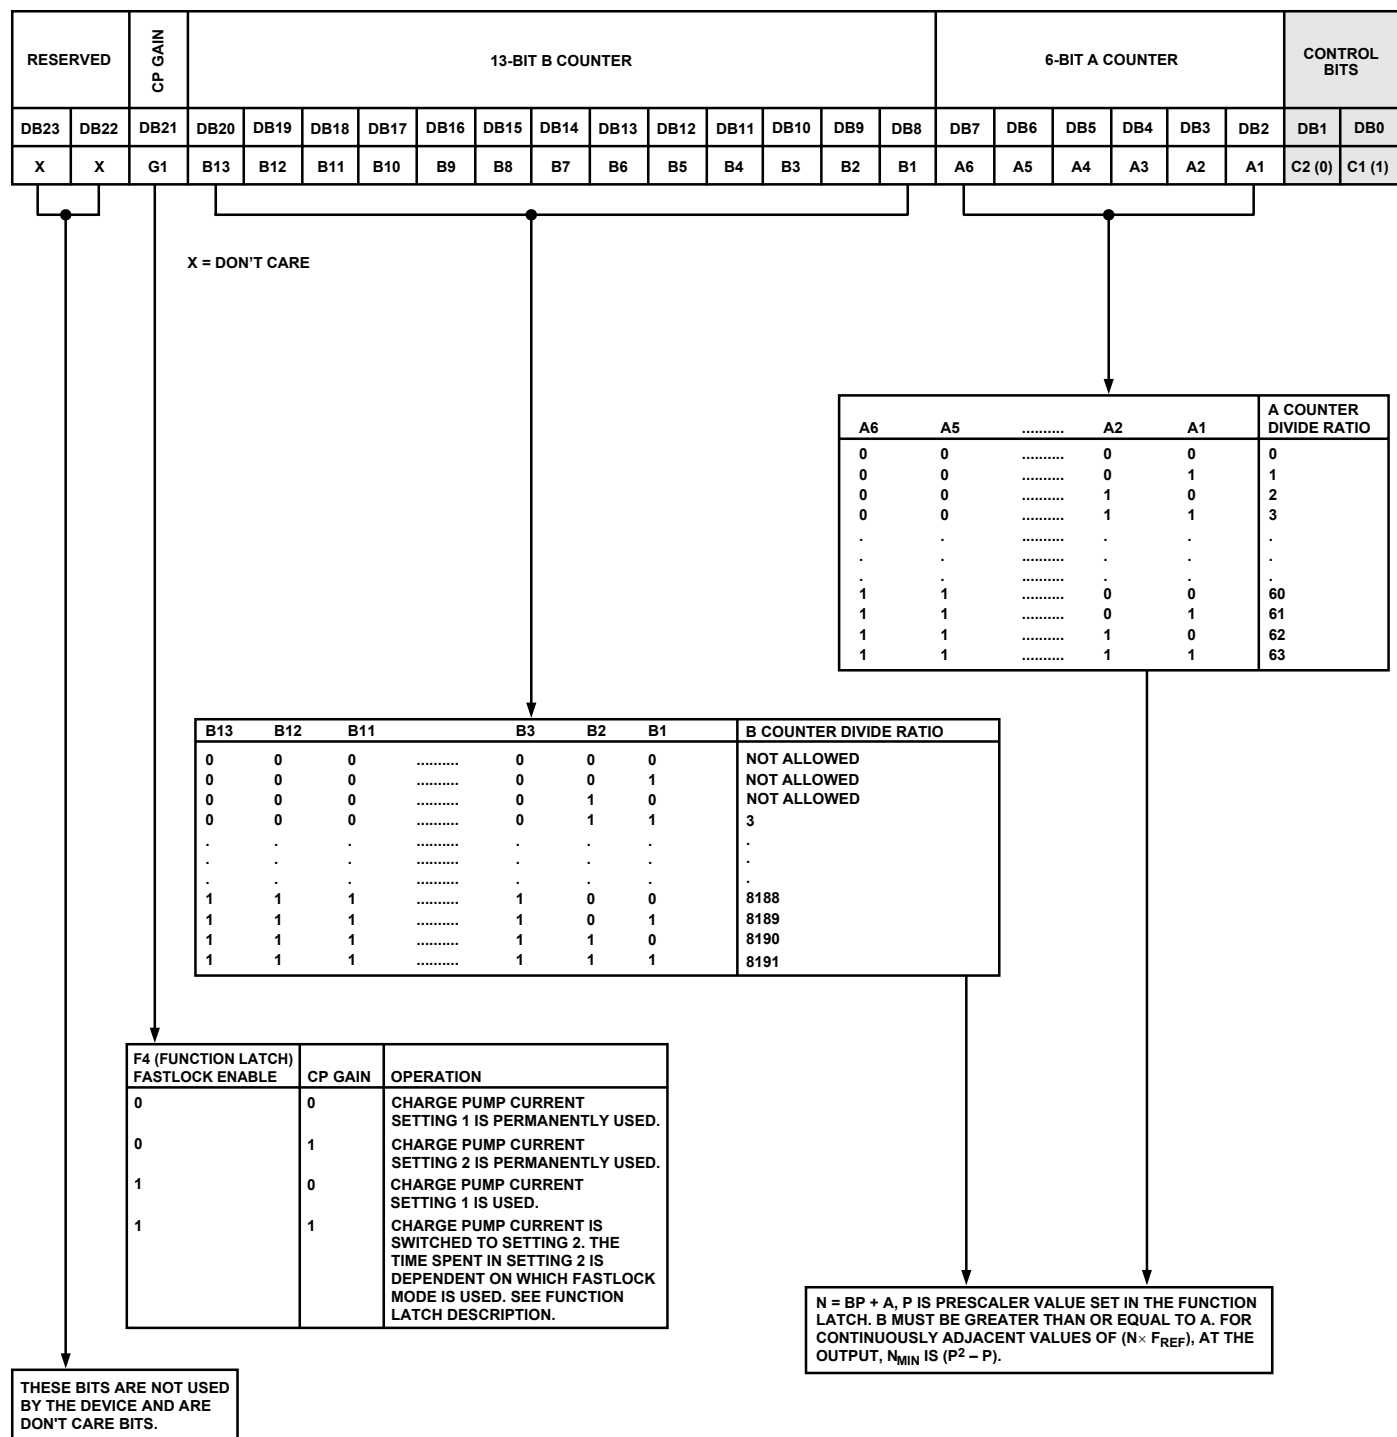 RESERVED
CP GAIN
13-BIT B COUNTER
6-BIT A COUNTER
CONTROL
BITS
DB23 DB22 DB21 DB20 DB19 DB18 DB17 DB16 DB15 DB14 DB13 DB12 DB11 DB10 DB9 DB8 DB7 DB6 DB5 DB4 DB3 DB2 DB1 DB0
X X G1 B13 B12 B11 B10 B9 B8 B7 B6 B5 B4 B3 B2 B1 A6 A5 A4 A3 A2 A1 C2 (0) C1 (1)
X = DON'T CARE
A6 A5 .......... A2 A1 A COUNTER
DIVIDE RATIO
0 0 .......... 0 0 0
0 0 .......... 0 1 1
0 0 .......... 1 0 2
0 0 .......... 1 1 3
. . .......... . . .
. . .......... . . .
. . .......... . . .
1 1 .......... 0 0 60
1 1 .......... 0 1 61
1 1 .......... 1 0 62
1 1 .......... 1 1 63
B13 B12 B11 B3 B2 B1 B COUNTER DIVIDE RATIO
0 0 0 .......... 0 0 0 NOT ALLOWED
0 0 0 .......... 0 0 1 NOT ALLOWED
0 0 0 .......... 0 1 0 NOT ALLOWED
0 0 0 .......... 0 1 1 3
. . . .......... . . . .
. . . .......... . . . .
. . . .......... . . . .
1 1 1 .......... 1 0 0 8188
1 1 1 .......... 1 0 1 8189
1 1 1 .......... 1 1 0 8190
1 1 1 .......... 1 1 1 8191
F4 (FUNCTION LATCH)
FASTLOCK ENABLE CP GAIN OPERATION
0 0 CHARGE PUMP CURRENT
SETTING 1 IS PERMANENTLY USED.
0 1 CHARGE PUMP CURRENT
SETTING 2 IS PERMANENTLY USED.
1 0 CHARGE PUMP CURRENT
SETTING 1 IS USED.
1 1 CHARGE PUMP CURRENT IS
SWITCHED TO SETTING 2. THE
TIME SPENT IN SETTING 2 IS
DEPENDENT ON WHICH FASTLOCK
MODE IS USED. SEE FUNCTION
LATCH DESCRIPTION.
N = BP + A, P IS PRESCALER VALUE SET IN THE FUNCTION
LATCH. B MUST BE GREATER THAN OR EQUAL TO A. FOR
CONTINUOUSLY ADJACENT VALUES OF (N× F_REF), AT THE
OUTPUT, N_MIN IS (P² – P).
THESE BITS ARE NOT USED
BY THE DEVICE AND ARE
DON'T CARE BITS.